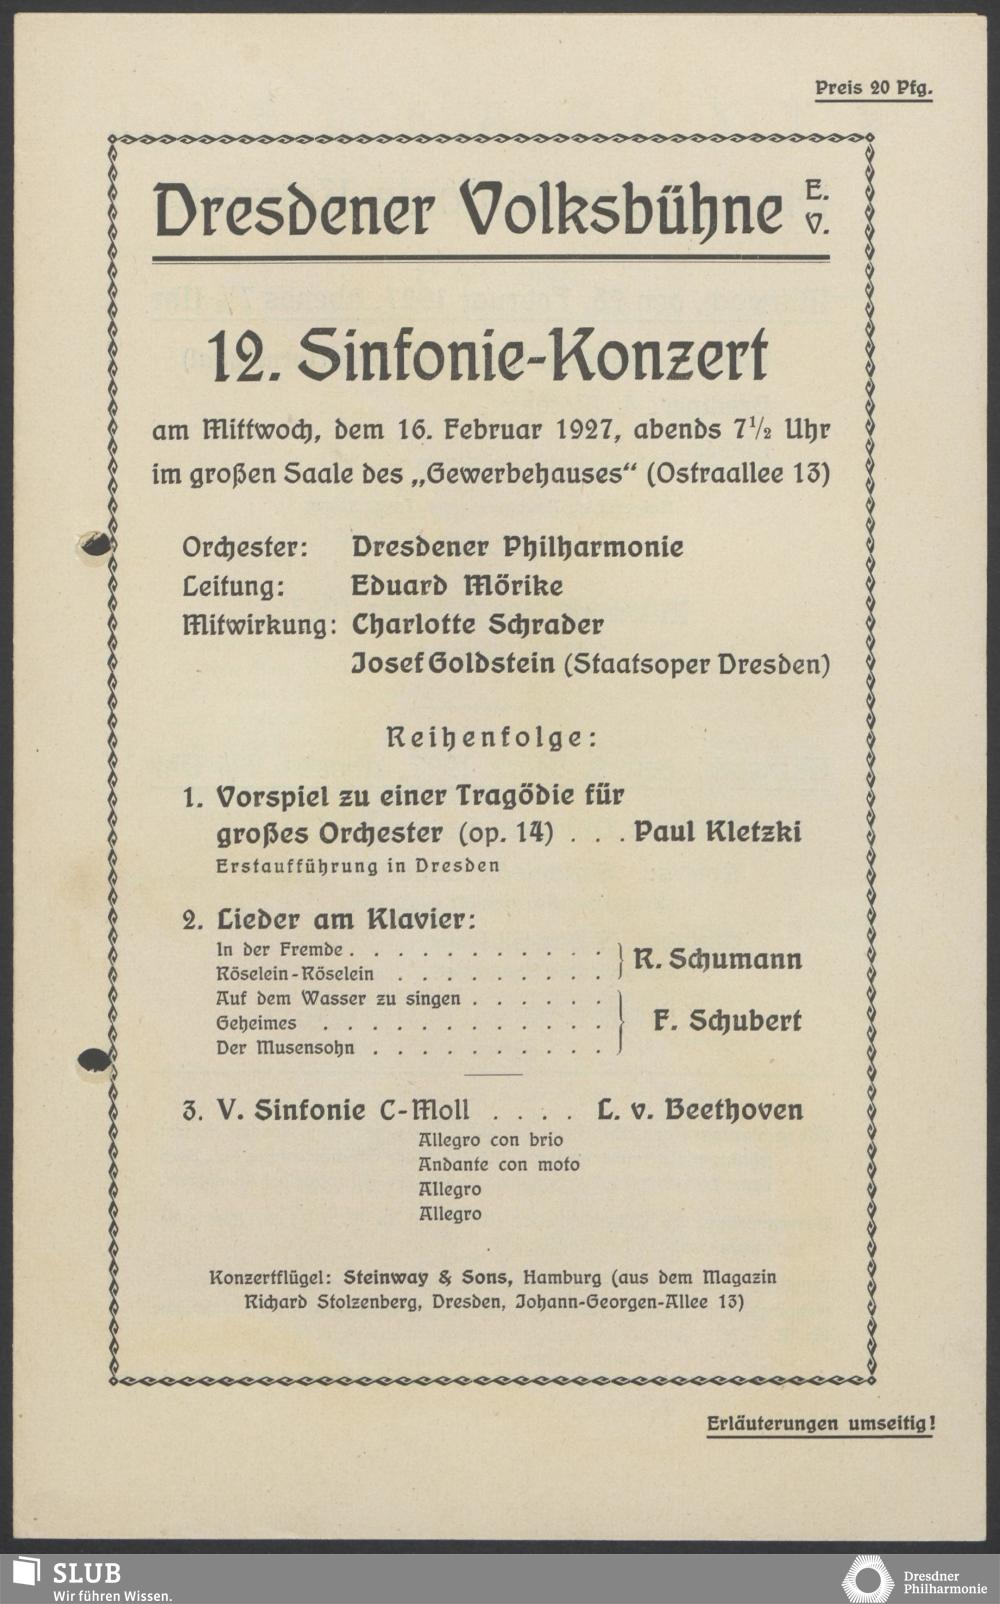 Preis 20 Pfg.
Dresdener Volksbühne E. V.
12. Sinfonie-Konzert
am Mittwoch, dem 16. Februar 1927, abends 7½ Uhr
im großen Saale des „Gewerbehauses“ (Ostraallee 13)
Orchester: Dresdener Philharmonie
Leitung: Eduard Mörike
Mitwirkung: Charlotte Schrader
Josef Goldstein (Staatsoper Dresden)
Reihenfolge:
1. Vorspiel zu einer Tragödie für
großes Orchester (op. 14) . . . Paul Kletzki
Erstaufführung in Dresden
2. Lieder am Klavier:
In der Fremde . . . . . . . . . . .
Röselein-Röselein . . . . . . . . .
R. Schumann
Auf dem Wasser zu singen . . . . . .
Geheimes . . . . . . . . . . . .
Der Musensohn . . . . . . . . . .
F. Schubert
3. V. Sinfonie C-Moll . . . . L. v. Beethoven
Allegro con brio
Andante con moto
Allegro
Allegro
Konzertflügel: Steinway & Sons, Hamburg (aus dem Magazin
Richard Stolzenberg, Dresden, Johann-Georgen-Allee 13)
Erläuterungen umseitig!
SLUB
Wir führen Wissen.
Dresdner
Philharmonie